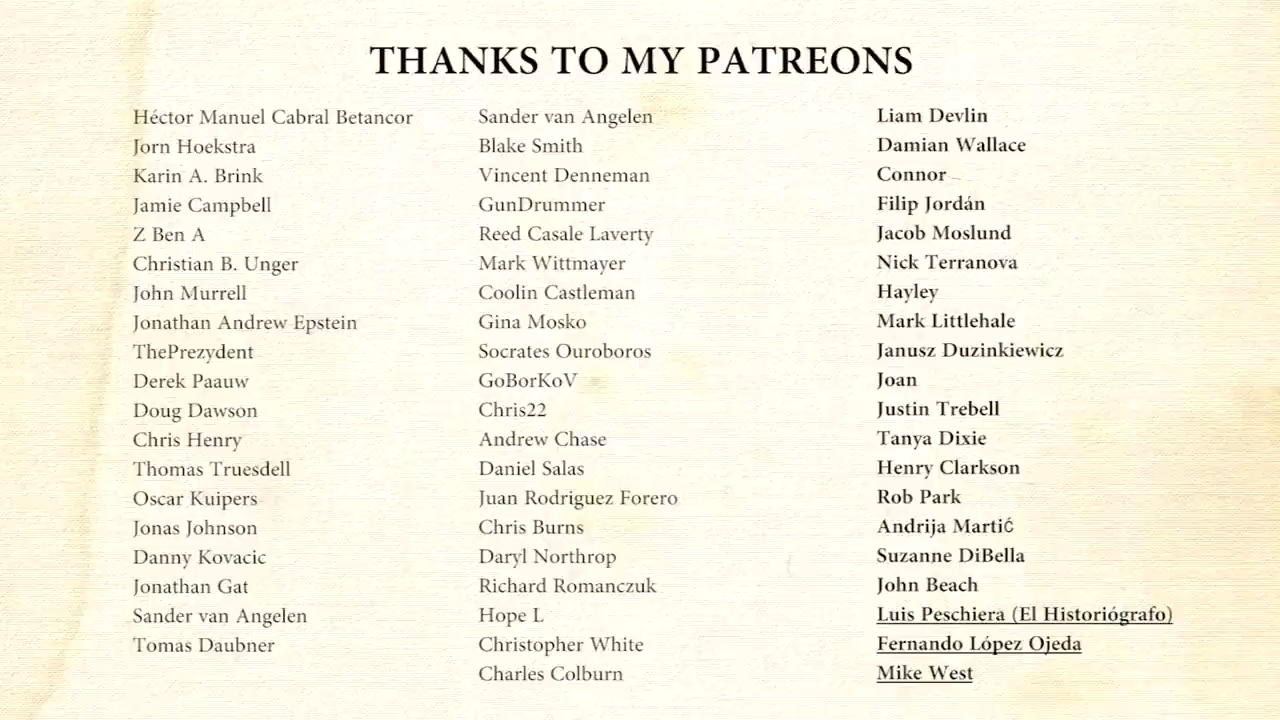 THANKS TO MY PATREONS
Héctor Manuel Cabral Betancor
Jorn Hoekstra
Karin A. Brink
Jamie Campbell
Z Ben A
Christian B. Unger
John Murrell
Jonathan Andrew Epstein
ThePrezydent
Derek Paauw
Doug Dawson
Chris Henry
Thomas Truesdell
Oscar Kuipers
Jonas Johnson
Danny Kovacic
Jonathan Gat
Sander van Angelen
Tomas Daubner
Sander van Angelen
Blake Smith
Vincent Denneman
GunDrummer
Reed Casale Laverty
Mark Wittmayer
Coolin Castleman
Gina Mosko
Socrates Ouroboros
GoBorKoV
Chris22
Andrew Chase
Daniel Salas
Juan Rodriguez Forero
Chris Burns
Daryl Northrop
Richard Romanczuk
Hope L
Christopher White
Charles Colburn
Liam Devlin
Damian Wallace
Connor
Filip Jordán
Jacob Moslund
Nick Terranova
Hayley
Mark Littlehale
Janusz Duzinkiewicz
Joan
Justin Trebell
Tanya Dixie
Henry Clarkson
Rob Park
Andrija Martić
Suzanne DiBella
John Beach
Luis Peschiera (El Historiógrafo)
Fernando López Ojeda
Mike West